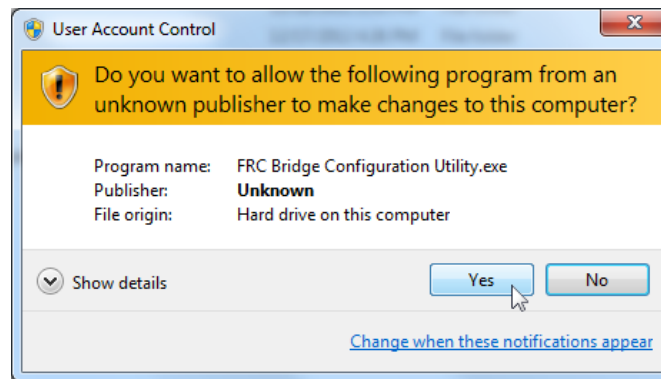 User Account Control
Do you want to allow the following program from an
unknown publisher to make changes to this computer?
Program name: FRC Bridge Configuration Utility.exe
Publisher: Unknown
File origin: Hard drive on this computer
Show details
Yes No
Change when these notifications appear